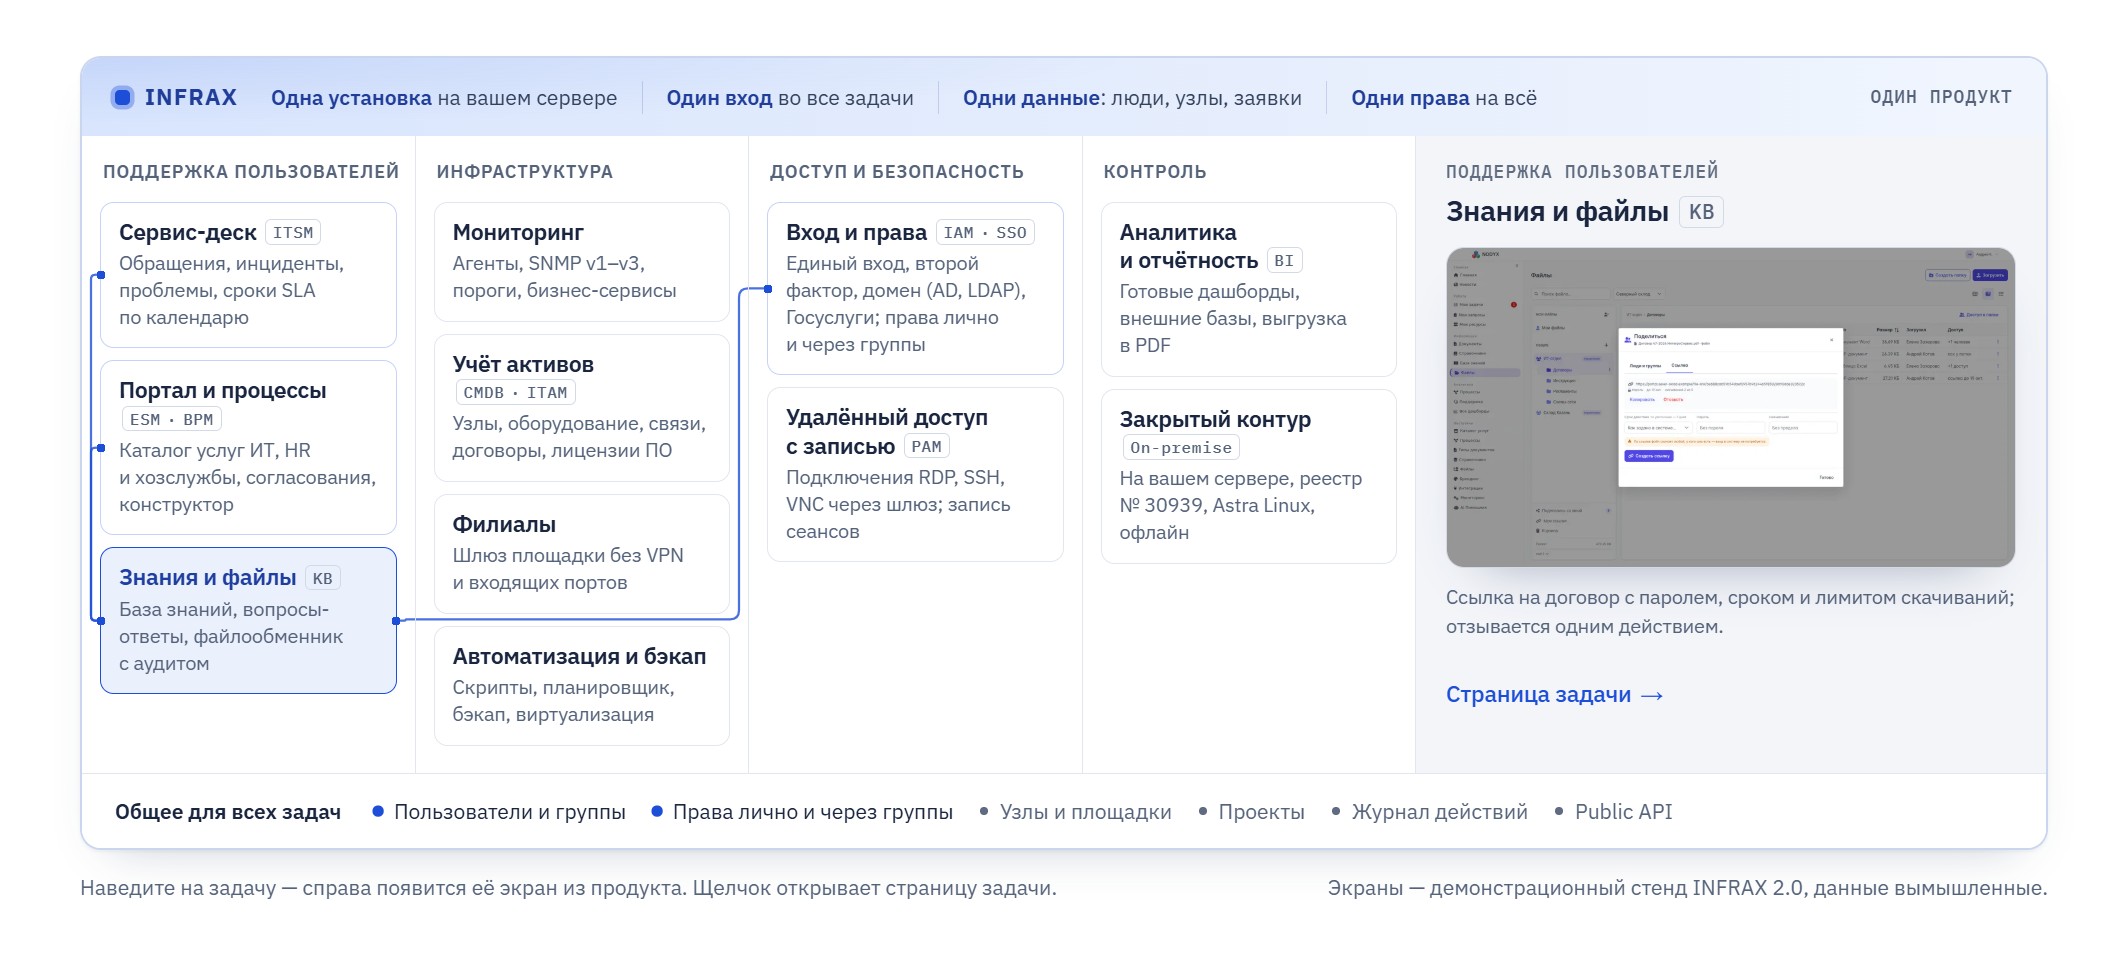 INFRAX
Одна установка на вашем сервере
Один вход во все задачи
Одни данные: люди, узлы, заявки
Одни права на всё
ОДИН ПРОДУКТ
ПОДДЕРЖКА ПОЛЬЗОВАТЕЛЕЙ
Сервис-деск ITSM
Обращения, инциденты,
проблемы, сроки SLA
по календарю
Портал и процессы
ESM · BPM
Каталог услуг ИТ, HR
и хозслужбы, согласования,
конструктор
Знания и файлы KB
База знаний, вопросы-
ответы, файлообменник
с аудитом
ИНФРАСТРУКТУРА
Мониторинг
Агенты, SNMP v1–v3,
пороги, бизнес-сервисы
Учёт активов
CMDB · ITAM
Узлы, оборудование, связи,
договоры, лицензии ПО
Филиалы
Шлюз площадки без VPN
и входящих портов
Автоматизация и бэкап
Скрипты, планировщик,
бэкап, виртуализация
ДОСТУП И БЕЗОПАСНОСТЬ
Вход и права IAM · SSO
Единый вход, второй
фактор, домен (AD, LDAP),
Госуслуги; права лично
и через группы
Удалённый доступ
с записью PAM
Подключения RDP, SSH,
VNC через шлюз; запись
сеансов
КОНТРОЛЬ
Аналитика
и отчётность BI
Готовые дашборды,
внешние базы, выгрузка
в PDF
Закрытый контур
On-premise
На вашем сервере, реестр
№ 30939, Astra Linux,
офлайн
ПОДДЕРЖКА ПОЛЬЗОВАТЕЛЕЙ
Знания и файлы KB
Файлы
Поделиться
Люди и группы
Ссылка
Копировать
Отозвать
Создать ссылку
Готово
Ссылка на договор с паролем, сроком и лимитом скачиваний;
отзывается одним действием.
Страница задачи →
Общее для всех задач
Пользователи и группы
Права лично и через группы
Узлы и площадки
Проекты
Журнал действий
Public API
Наведите на задачу — справа появится её экран из продукта. Щелчок открывает страницу задачи.
Экраны — демонстрационный стенд INFRAX 2.0, данные вымышленные.